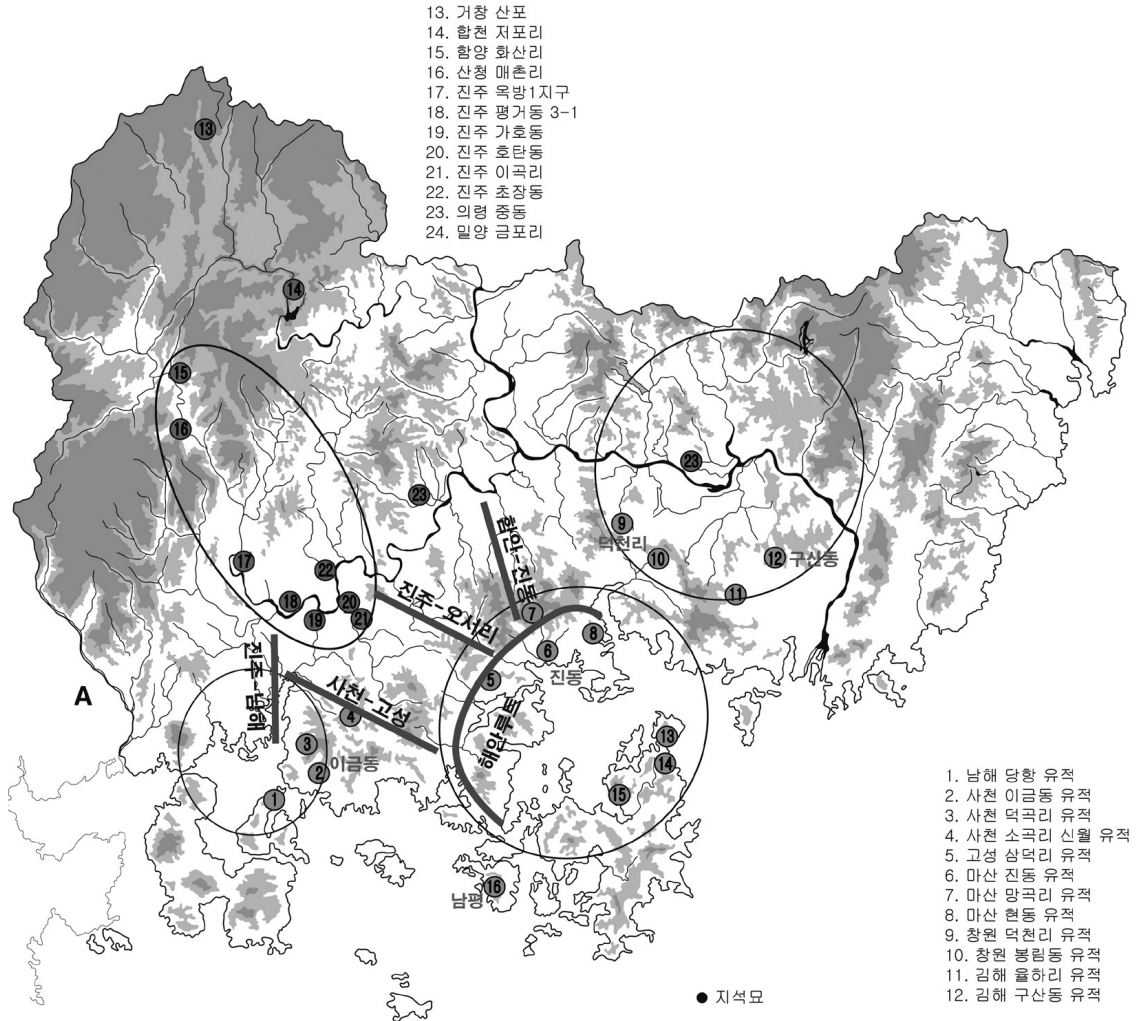 13. 거창 산포
14. 합천 저포리
15. 함양 화산리
16. 산청 매촌리
17. 진주 옥방1지구
18. 진주 평거동 3-1
19. 진주 가호동
20. 진주 호탄동
21. 진주 이곡리
22. 진주 초장동
23. 의령 중동
24. 밀양 금포리
13
14
15
16
23
23
9
덕천리
10
12
구산동
11
함안-진동
17
22
18
20
19
21
진주-오서리
7
8
6
진동
5
A
진주-남해
사천-고성
4
해안루트
3
2
이금동
1
13
14
15
16
남평
1. 남해 당항 유적
2. 사천 이금동 유적
3. 사천 덕곡리 유적
4. 사천 소곡리 신월 유적
5. 고성 삼덕리 유적
6. 마산 진동 유적
7. 마산 망곡리 유적
8. 마산 현동 유적
9. 창원 덕천리 유적
10. 창원 봉림동 유적
11. 김해 율하리 유적
12. 김해 구산동 유적
● 지석묘